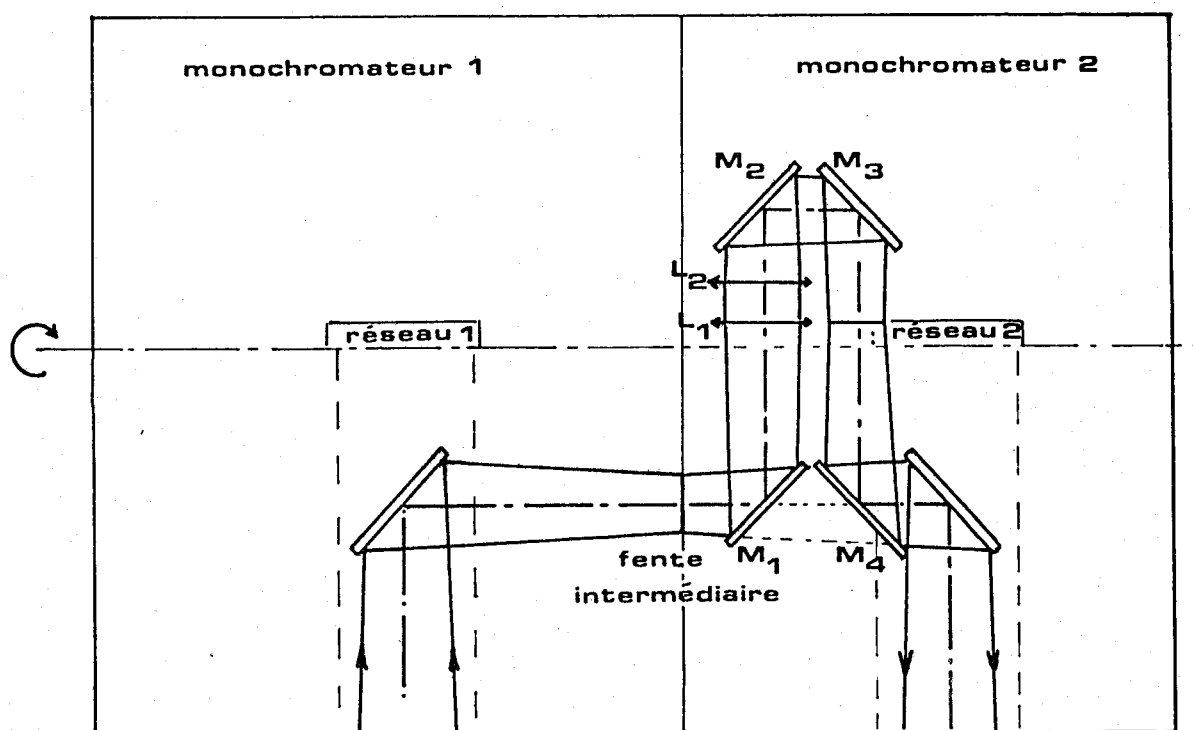 monochromateur 1
monochromateur 2
M2
M3
L2
L1
réseau 1
réseau 2
fente
intermédiaire
M1
M4